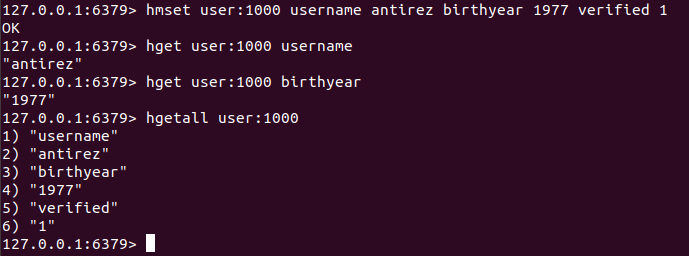 127.0.0.1:6379> hmset user:1000 username antirez birthyear 1977 verified 1
OK
127.0.0.1:6379> hget user:1000 username
"antirez"
127.0.0.1:6379> hget user:1000 birthyear
"1977"
127.0.0.1:6379> hgetall user:1000
1) "username"
2) "antirez"
3) "birthyear"
4) "1977"
5) "verified"
6) "1"
127.0.0.1:6379>